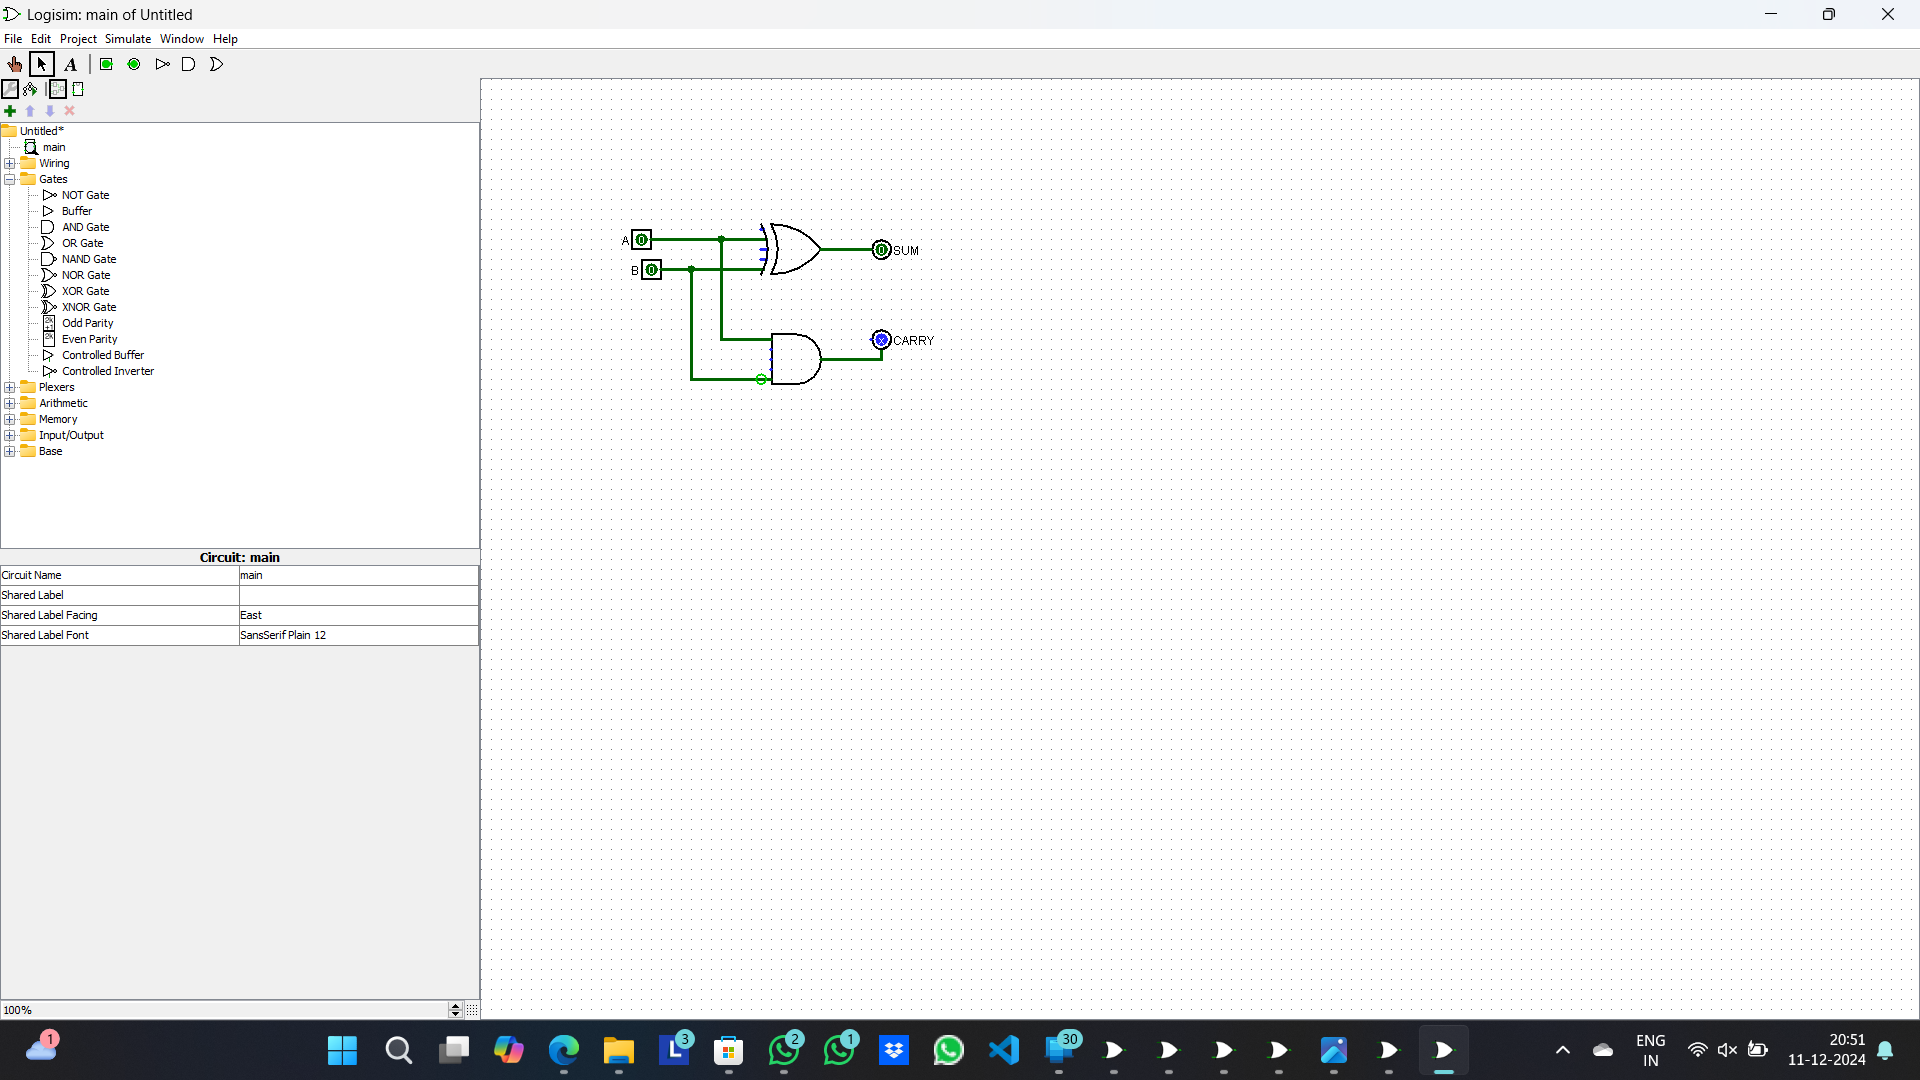 Logisim: main of Untitled
File Edit Project Simulate Window Help
A
Untitled*
main
Wiring
Gates
NOT Gate
Buffer
AND Gate
OR Gate
NAND Gate
NOR Gate
XOR Gate
XNOR Gate
Odd Parity
Even Parity
Controlled Buffer
Controlled Inverter
Plexers
Arithmetic
Memory
Input/Output
Base
A 0
B 0
0 SUM
x CARRY
Circuit: main
Circuit Name main
Shared Label
Shared Label Facing East
Shared Label Font SansSerif Plain 12
100%
1
L 3
2
1
30
ENG
IN
20:51
11-12-2024